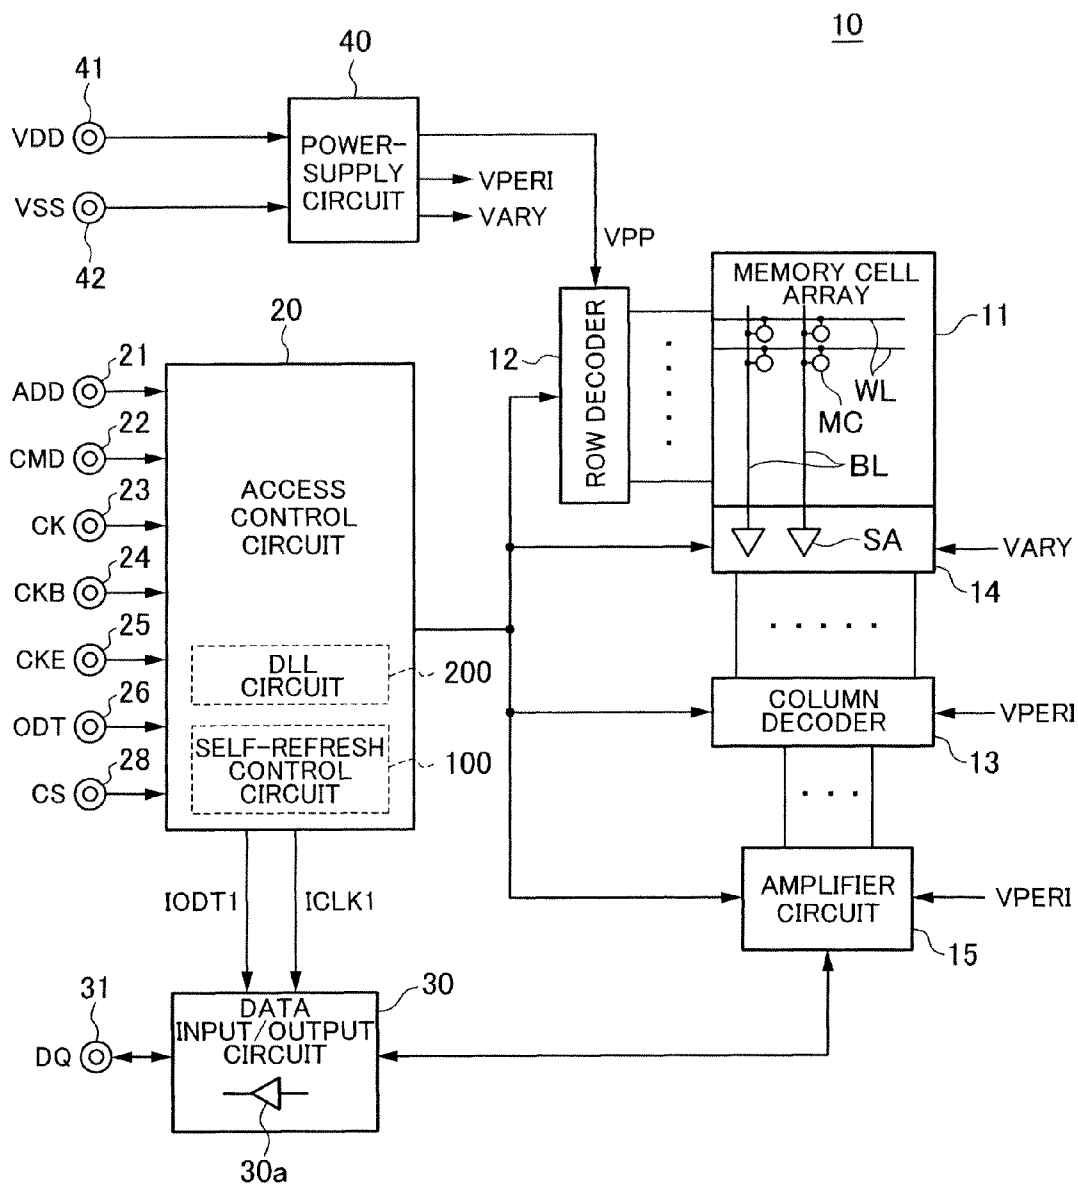 10
40
41
VDD
POWER-
SUPPLY
CIRCUIT
VPERI
VSS
VARY
42
VPP
MEMORY CELL
ARRAY
11
20
12
ROW DECODER
WL
MC
BL
21
ADD
22
CMD
23
CK
ACCESS
CONTROL
CIRCUIT
SA
VARY
14
24
CKB
25
CKE
DLL
CIRCUIT
200
26
ODT
COLUMN
DECODER
VPERI
13
SELF-REFRESH
CONTROL
CIRCUIT
100
28
CS
IODT1
ICLK1
AMPLIFIER
CIRCUIT
VPERI
15
31
30
DATA
INPUT/OUTPUT
CIRCUIT
DQ
30a